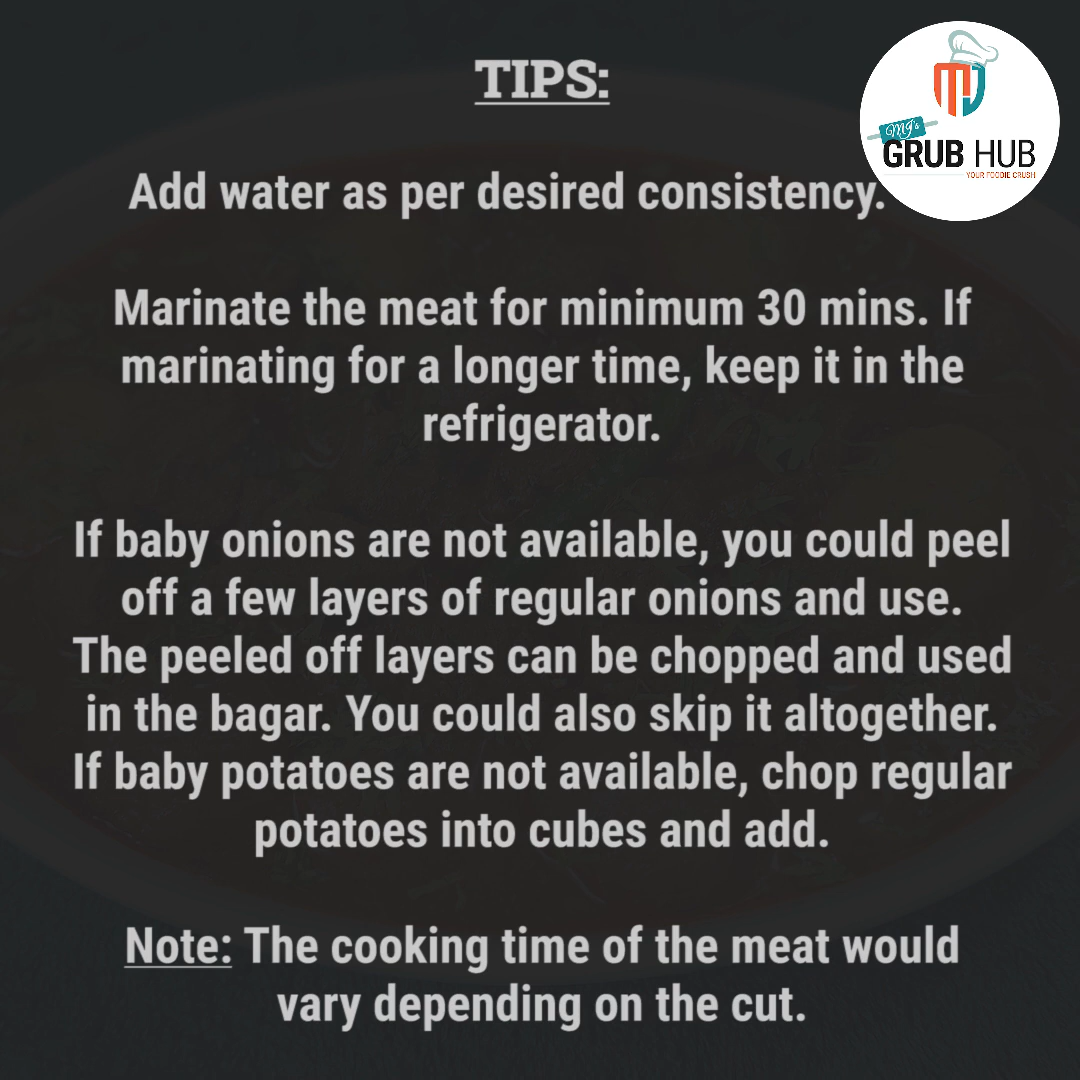 TIPS:
MJ's
GRUB HUB
YOUR FOODIE CRUSH
Add water as per desired consistency.
Marinate the meat for minimum 30 mins. If
marinating for a longer time, keep it in the
refrigerator.
If baby onions are not available, you could peel
off a few layers of regular onions and use.
The peeled off layers can be chopped and used
in the bagar. You could also skip it altogether.
If baby potatoes are not available, chop regular
potatoes into cubes and add.
Note: The cooking time of the meat would
vary depending on the cut.